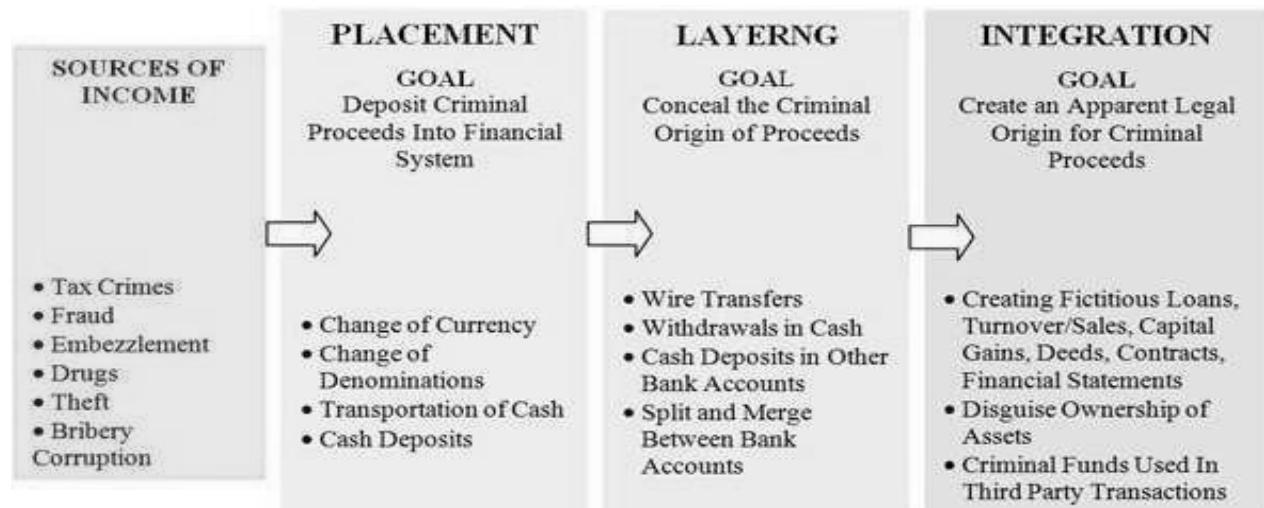 SOURCES OF
INCOME
• Tax Crimes
• Fraud
• Embezzlement
• Drugs
• Theft
• Bribery
Corruption
PLACEMENT
GOAL
Deposit Criminal
Proceeds Into Financial
System
• Change of Currency
• Change of
Denominations
• Transportation of Cash
• Cash Deposits
LAYERNG
GOAL
Conceal the Criminal
Origin of Proceeds
• Wire Transfers
• Withdrawals in Cash
• Cash Deposits in Other
Bank Accounts
• Split and Merge
Between Bank
Accounts
INTEGRATION
GOAL
Create an Apparent Legal
Origin for Criminal
Proceeds
• Creating Fictitious Loans,
Turnover/Sales, Capital
Gains, Deeds, Contracts,
Financial Statements
• Disguise Ownership of
Assets
• Criminal Funds Used In
Third Party Transactions